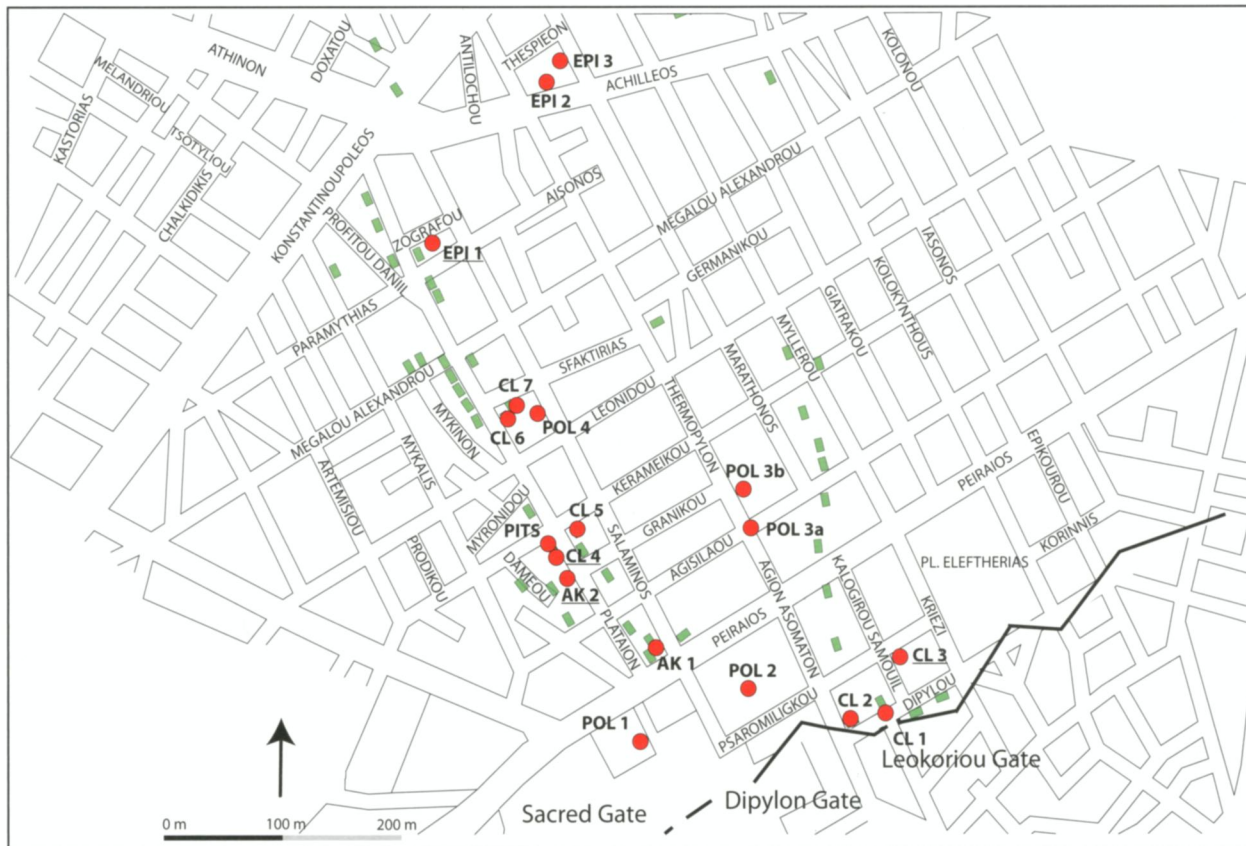 ATHINON
DOXATOU
ANTILOCHOU
THESPIEON
EPI 3
EPI 2
ACHILLEOS
KOLONOU
MELANDRIOU
KASTORIAS
TSOTYLIOU
CHALKIDIKIS
KONSTANTINOUPOLEOS
AISONOS
MEGALOU ALEXANDROU
ZOGRAFOU
PROFITOU DANIIL
EPI 1
GERMANIKOU
IASONOS
KOLOKYNTHOUS
GIATRAKOU
MYLLEROU
PARAMYTHIAS
SFAKTIRIAS
MARATHONOS
CL 7
LEONIDOU
THERMOPYLON
POL 4
CL 6
MEGALOU ALEXANDROU
MYKINON
MYKALIS
ARTEMISIOU
KERAMEIKOU
POL 3b
PEIRAIOS
EPIKOUROU
KORINNIS
GRANIKOU
CL 5
POL 3a
MYRONIDOU
PITS
CL 4
SALAMINOS
AGISILAOU
PRODIKOU
DAMEOU
AK 2
PL. ELEFTHERIAS
AGION ASOMATON
KALOGIROU SAMOUIL
KRIEZI
PLATAION
PEIRAIOS
AK 1
CL 3
POL 2
DIPYLOU
CL 2
POL 1
PSAROMILIGKOU
CL 1
Leokoriou Gate
Dipylon Gate
Sacred Gate
0 m 100 m 200 m